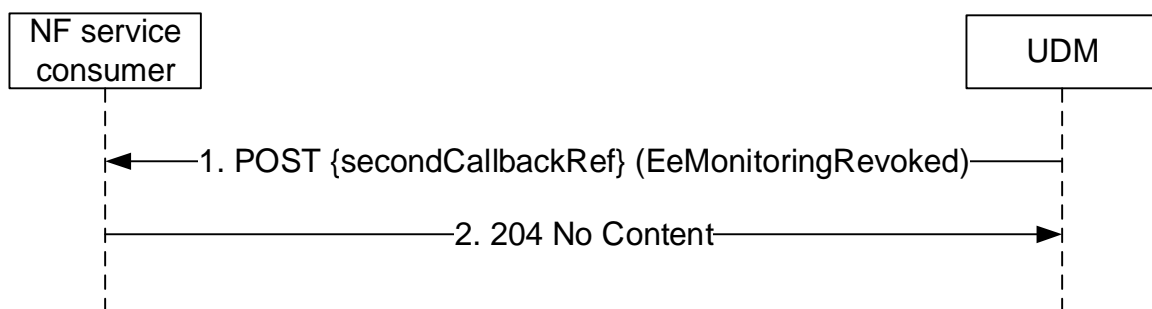 NF service
consumer
UDM
1. POST {secondCallbackRef} (EeMonitoringRevoked)
2. 204 No Content